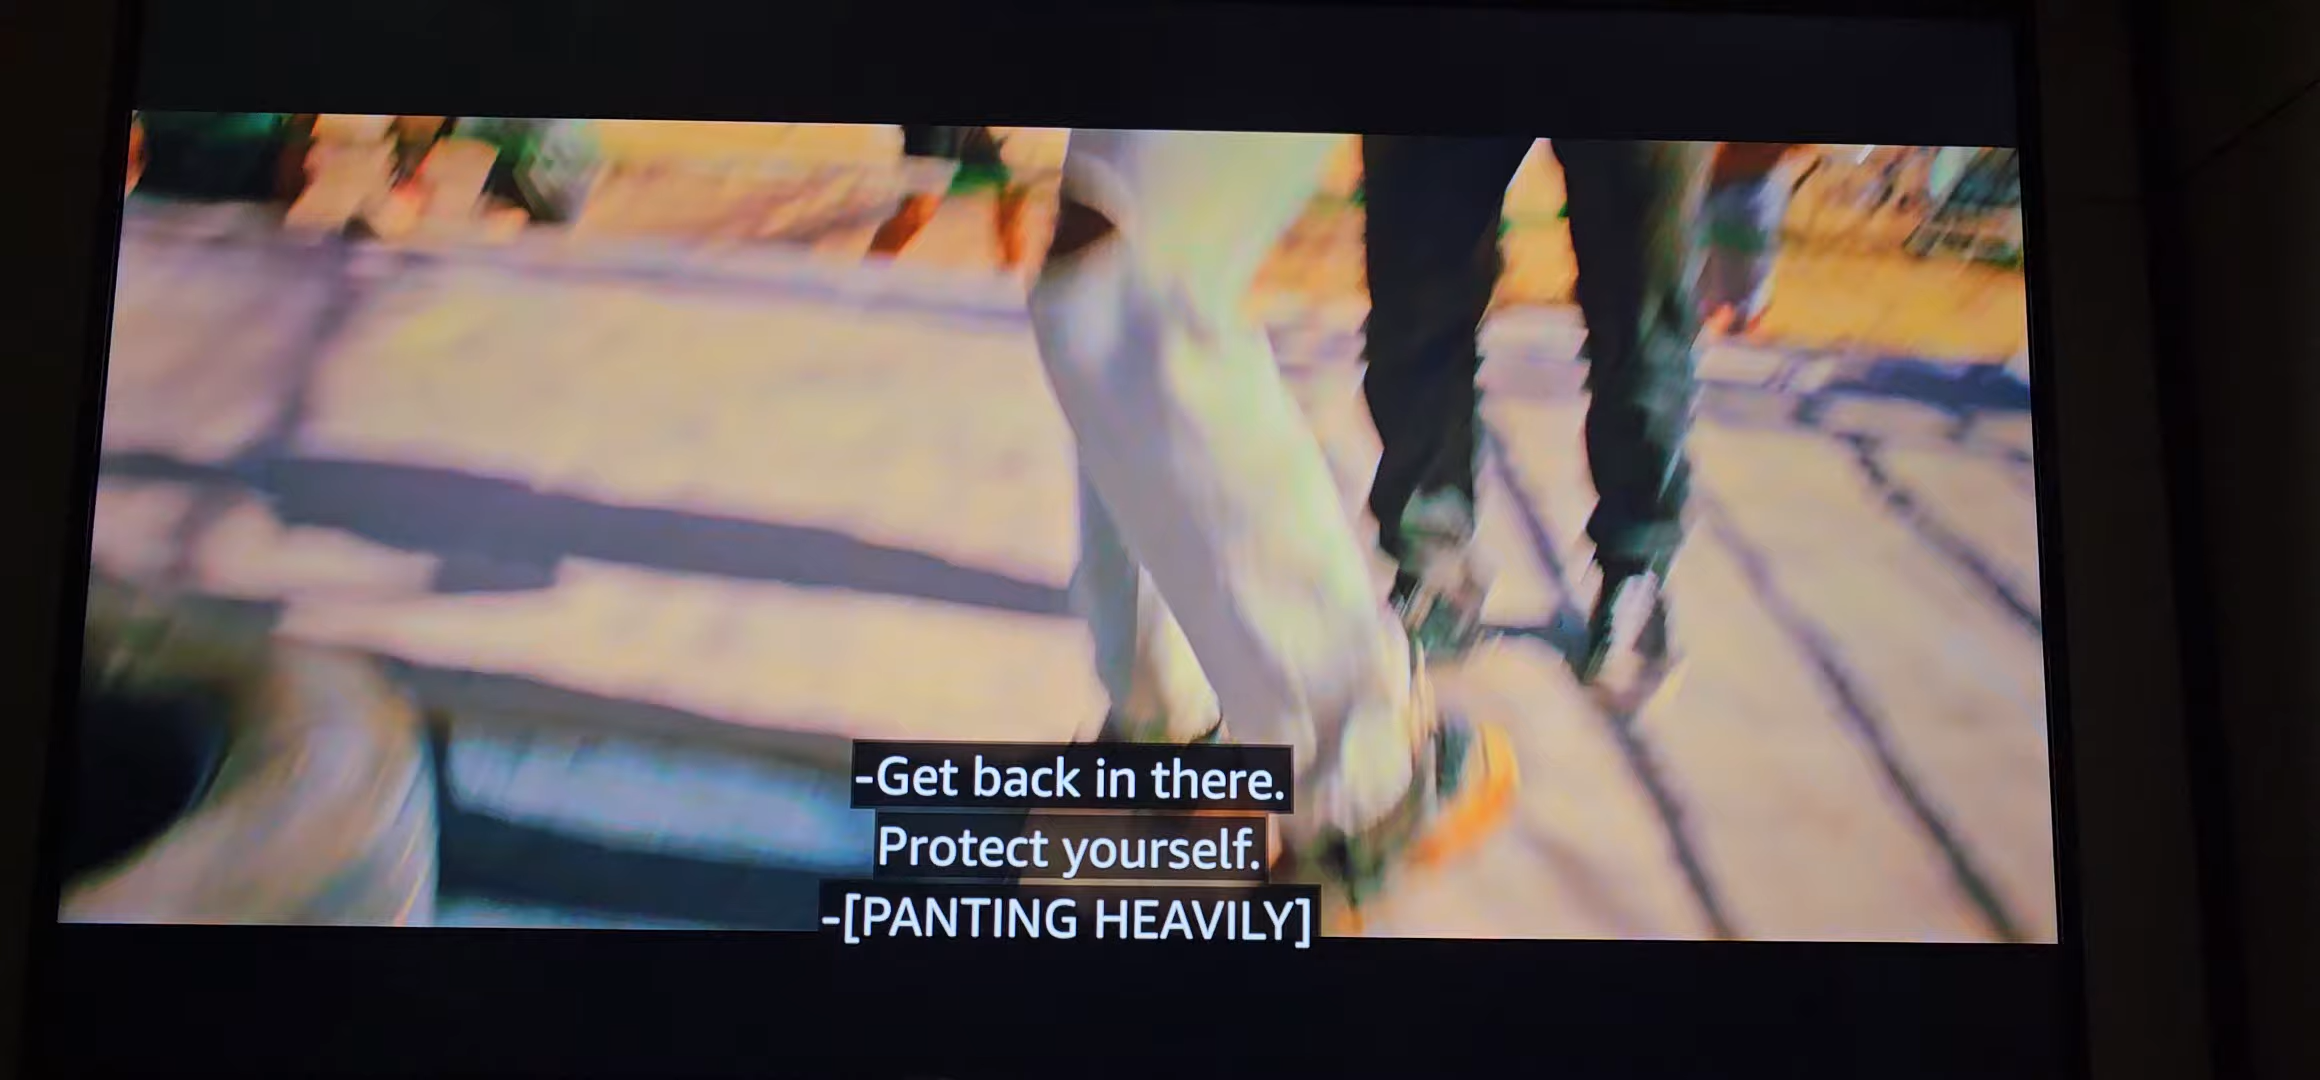 -Get back in there.
Protect yourself.
-[PANTING HEAVILY]